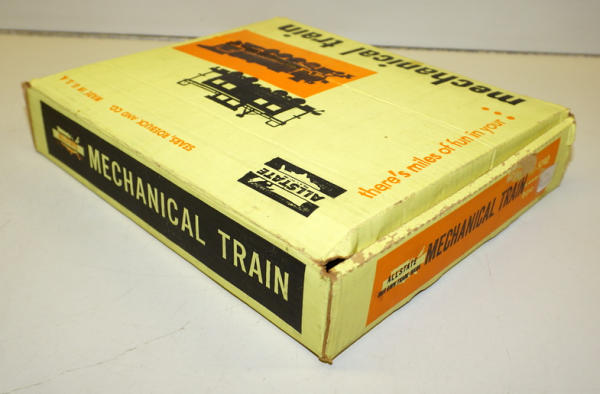 there's miles of fun in your...
mechanical train
ALLSTATE
SEARS, ROEBUCK AND CO.
MADE IN U.S.A.
MECHANICAL TRAIN
ALLSTATE
MECHANICAL TRAIN